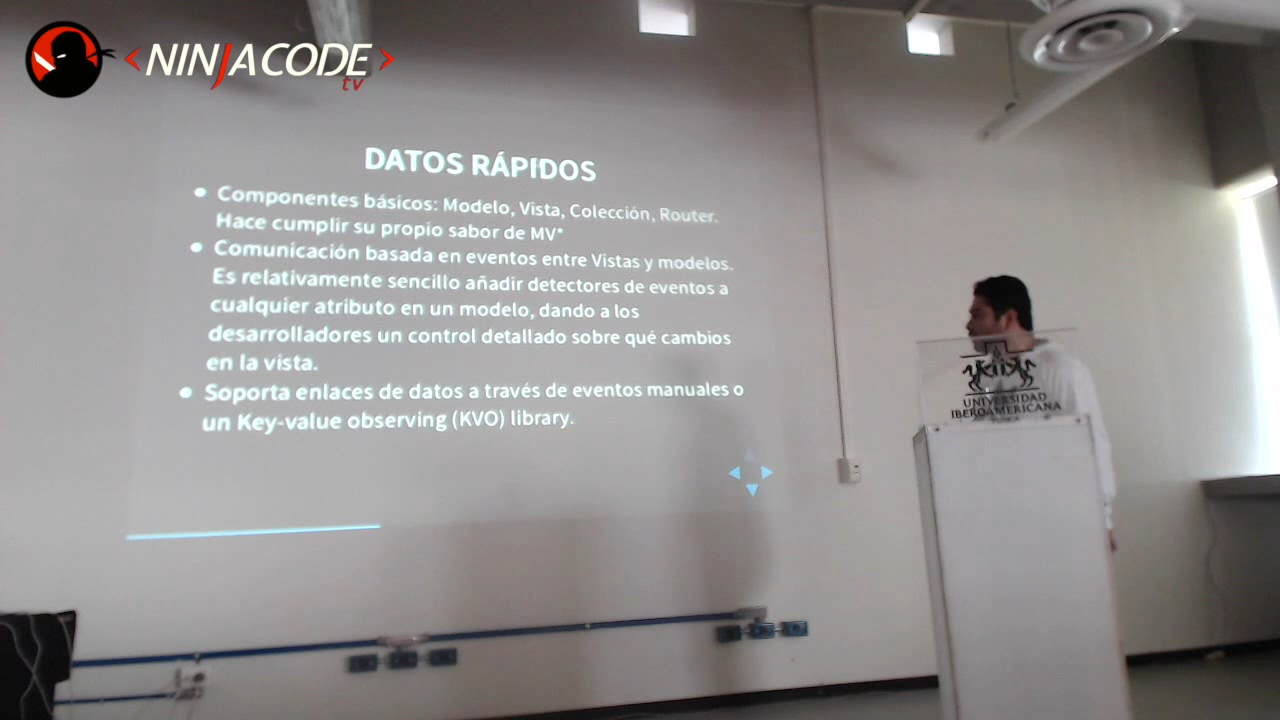 <NINJACODE>
tv
DATOS RÁPIDOS
• Componentes básicos: Modelo, Vista, Colección, Router.
Hace cumplir su propio sabor de MV*
• Comunicación basada en eventos entre Vistas y modelos.
Es relativamente sencillo añadir detectores de eventos a
cualquier atributo en un modelo, dando a los
desarrolladores un control detallado sobre qué cambios
en la vista.
• Soporta enlaces de datos a través de eventos manuales o
un Key-value observing (KVO) library.
UNIVERSIDAD
IBEROAMERICANA